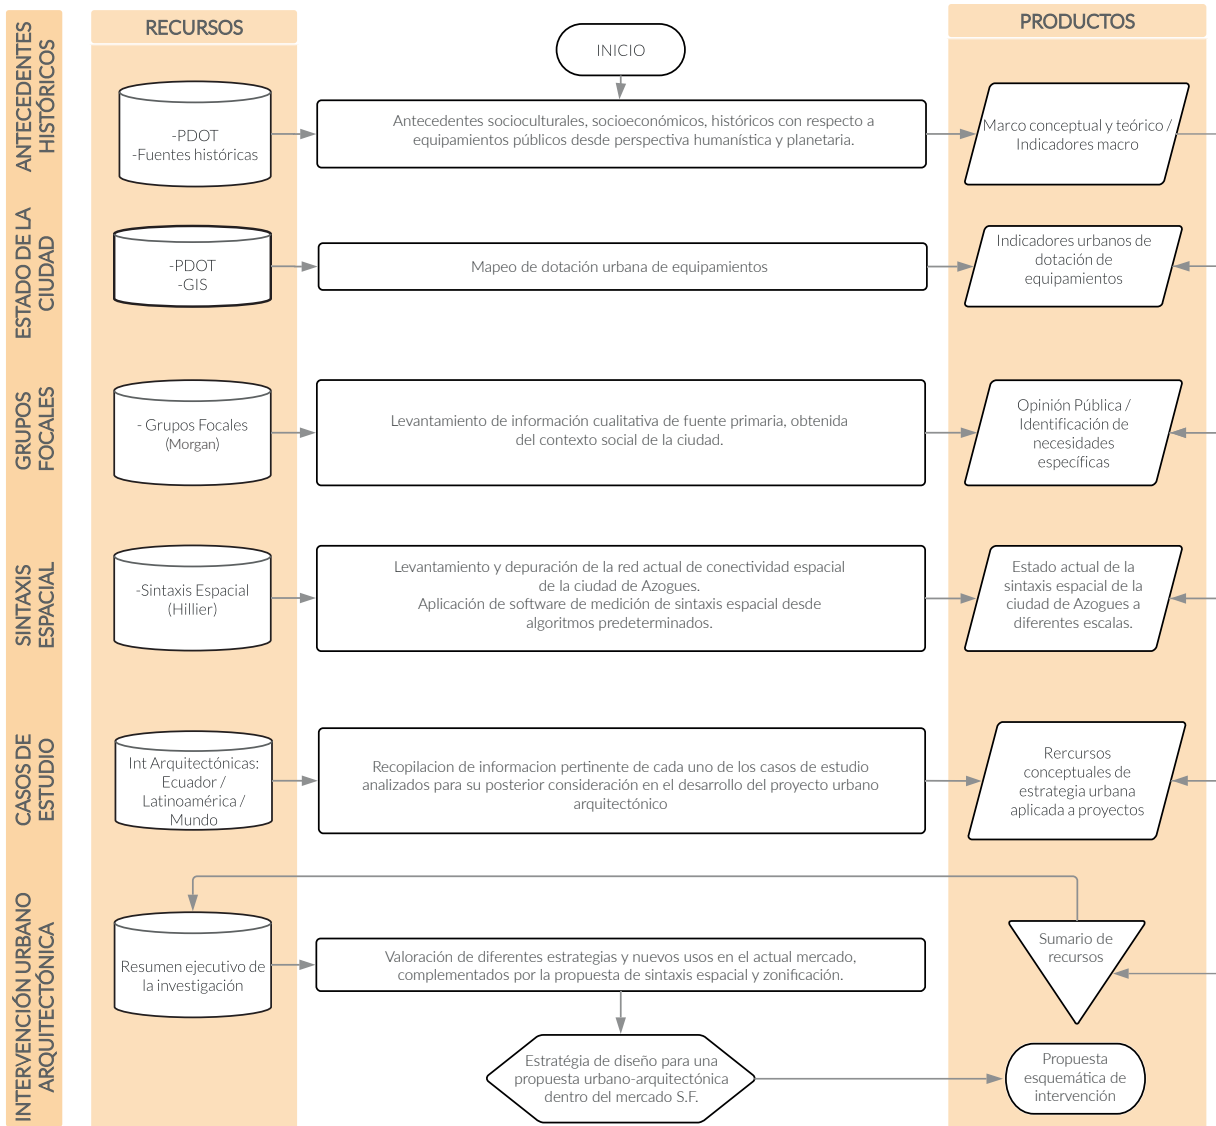 RECURSOS
PRODUCTOS
INICIO
ANTECEDENTES
HISTÓRICOS
-PDOT
-Fuentes históricas
Antecedentes socioculturales, socioeconómicos, históricos con respecto a
equipamientos públicos desde perspectiva humanística y planetaria.
Marco conceptual y teórico /
Indicadores macro
ESTADO DE LA
CIUDAD
-PDOT
-GIS
Mapeo de dotación urbana de equipamientos
Indicadores urbanos de
dotación de
equipamientos
GRUPOS
FOCALES
- Grupos Focales
(Morgan)
Levantamiento de información cualitativa de fuente primaria, obtenida
del contexto social de la ciudad.
Opinión Pública /
Identificación de
necesidades
específicas
SINTAXIS
ESPACIAL
-Sintaxis Espacial
(Hillier)
Levantamiento y depuración de la red actual de conectividad espacial
de la ciudad de Azogues.
Aplicación de software de medición de sintaxis espacial desde
algoritmos predeterminados.
Estado actual de la
sintaxis espacial de la
ciudad de Azogues a
diferentes escalas.
CASOS DE
ESTUDIO
Int Arquitectónicas:
Ecuador /
Latinoamérica /
Mundo
Recopilacion de informacion pertinente de cada uno de los casos de estudio
analizados para su posterior consideración en el desarrollo del proyecto urbano
arquitectónico
Rercursos
conceptuales de
estrategia urbana
aplicada a proyectos
INTERVENCIÓN URBANO
ARQUITECTÓNICA
Resumen ejecutivo de
la investigación
Valoración de diferentes estrategias y nuevos usos en el actual mercado,
complementados por la propuesta de sintaxis espacial y zonificación.
Sumario de
recursos
Estratégia de diseño para una
propuesta urbano-arquitectónica
dentro del mercado S.F.
Propuesta
esquemática de
intervención